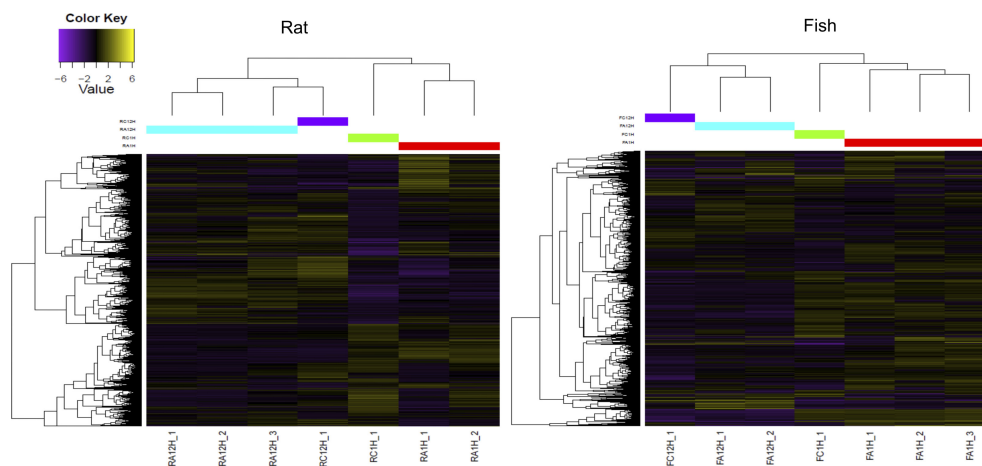 Color Key
-6 -2 2 6
Value
Rat
Fish
RC12H
RA12H
RC1H
RA1H
FC12H
FA12H
FC1H
FA1H
RA12H_1
RA12H_2
RA12H_3
RC12H_1
RC1H_1
RA1H_1
RA1H_2
FC12H_1
FA12H_1
FA12H_2
FC1H_1
FA1H_1
FA1H_2
FA1H_3